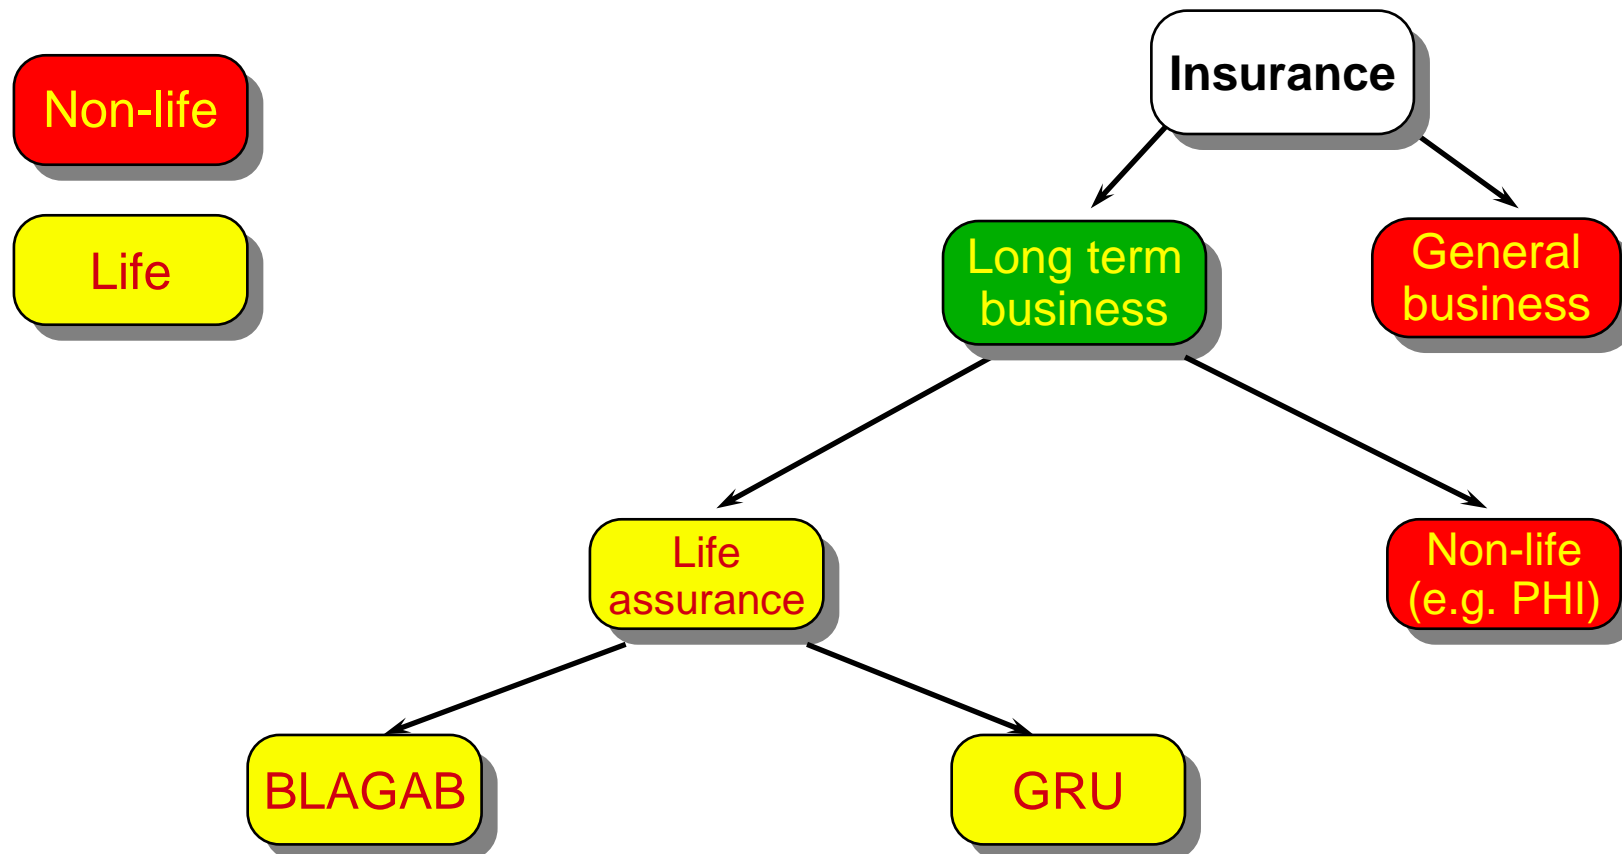 Insurance
Non-life
Life
Long term
business
General
business
Life
assurance
Non-life
(e.g. PHI)
BLAGAB
GRU